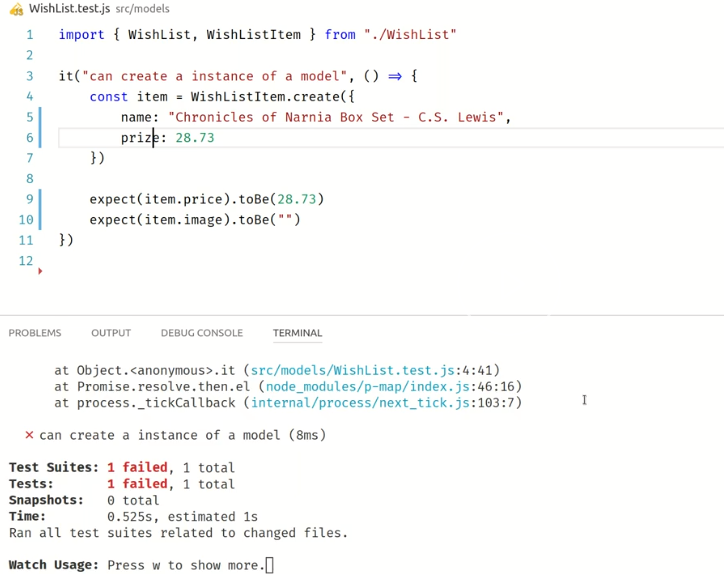 WishList.test.js src/models
1 import { WishList, WishListItem } from "./WishList"
2
3 it("can create a instance of a model", () => {
4 const item = WishListItem.create({
5 name: "Chronicles of Narnia Box Set - C.S. Lewis",
6 prize: 28.73
7 })
8
9 expect(item.price).toBe(28.73)
10 expect(item.image).toBe("")
11 })
12
PROBLEMS OUTPUT DEBUG CONSOLE TERMINAL
at Object.<anonymous>.it (src/models/WishList.test.js:4:41)
at Promise.resolve.then.el (node_modules/p-map/index.js:46:16)
at process._tickCallback (internal/process/next_tick.js:103:7)
✕ can create a instance of a model (8ms)
Test Suites: 1 failed, 1 total
Tests: 1 failed, 1 total
Snapshots: 0 total
Time: 0.525s, estimated 1s
Ran all test suites related to changed files.
Watch Usage: Press w to show more.